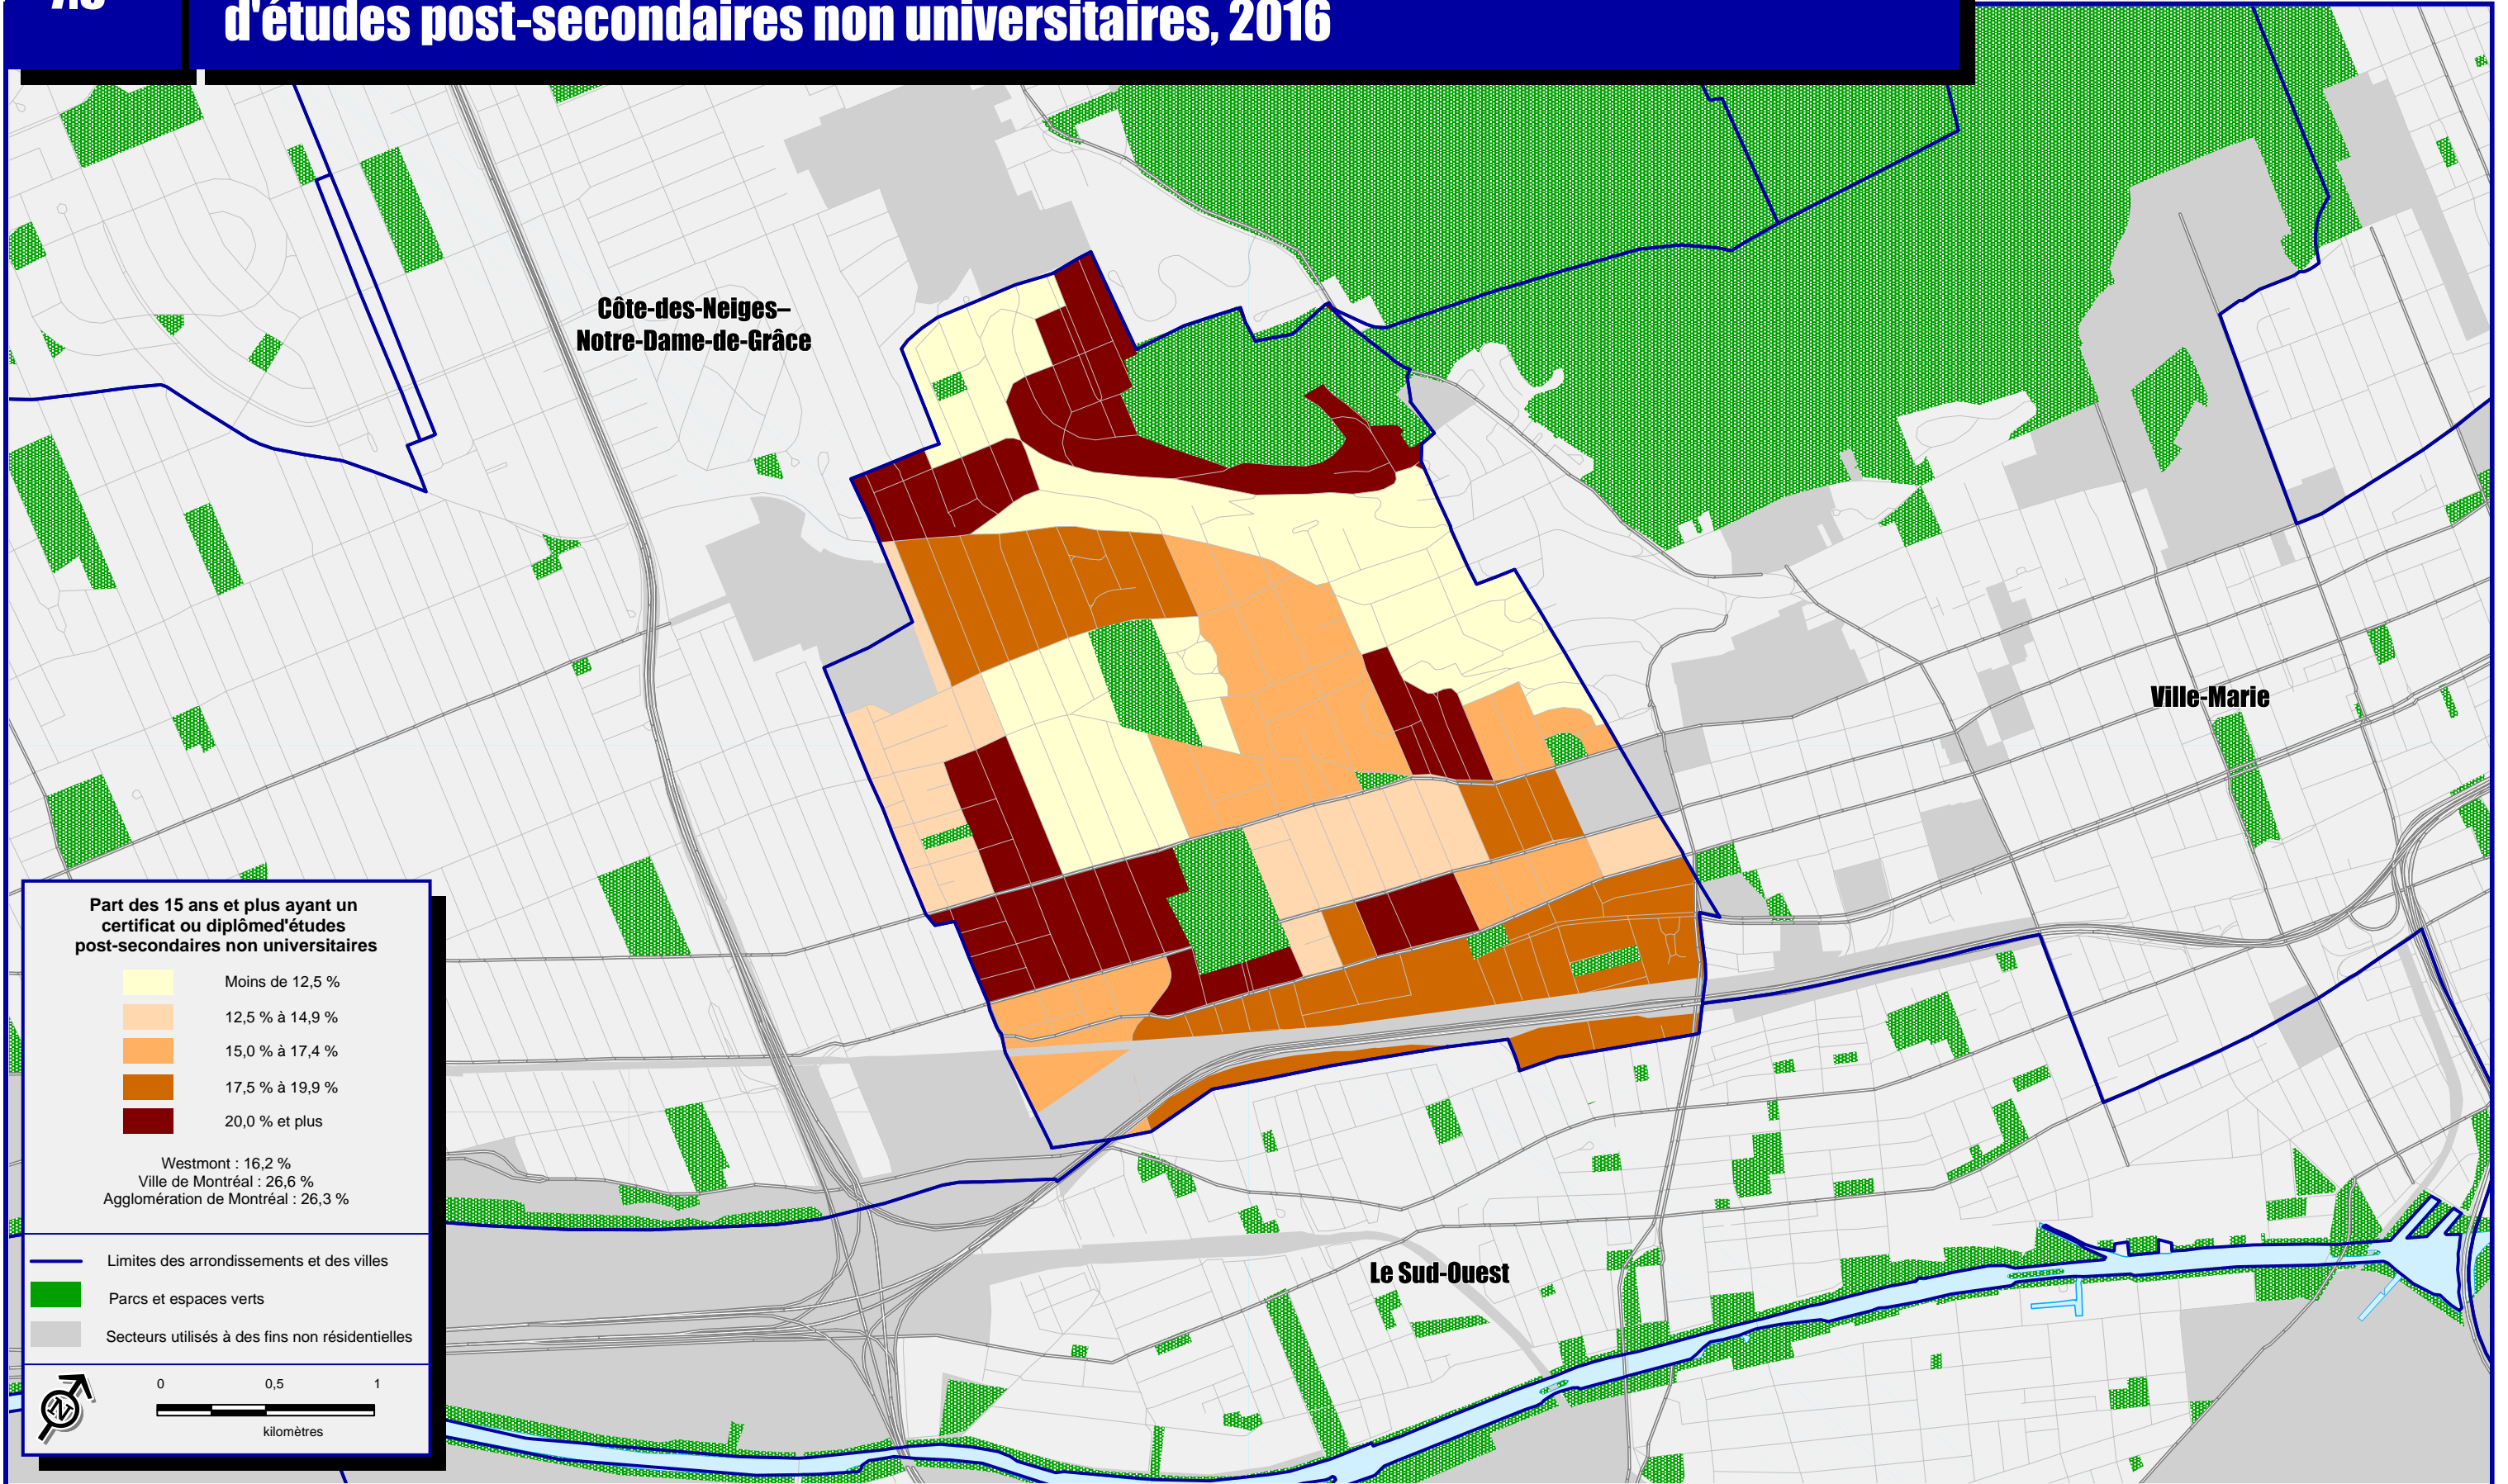 d'études post-secondaires non universitaires, 2016
Côte-des-Neiges–
Notre-Dame-de-Grâce
Ville-Marie
Le Sud-Ouest
Part des 15 ans et plus ayant un
certificat ou diplômed'études
post-secondaires non universitaires
Moins de 12,5 %
12,5 % à 14,9 %
15,0 % à 17,4 %
17,5 % à 19,9 %
20,0 % et plus
Westmont : 16,2 %
Ville de Montréal : 26,6 %
Agglomération de Montréal : 26,3 %
Limites des arrondissements et des villes
Parcs et espaces verts
Secteurs utilisés à des fins non résidentielles
N
0 0,5 1
kilomètres